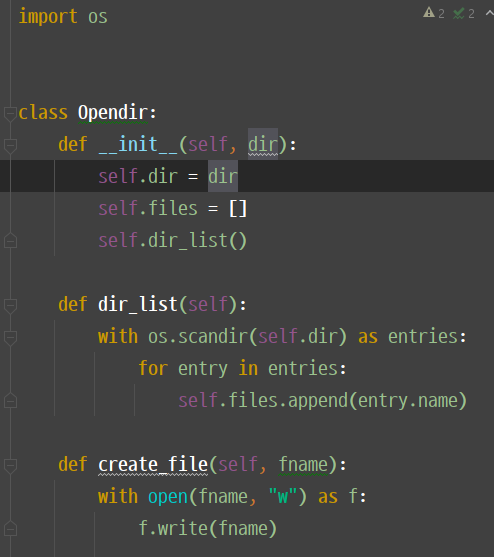 import os
2 2
class Opendir:
    def __init__(self, dir):
        self.dir = dir
        self.files = []
        self.dir_list()
    def dir_list(self):
        with os.scandir(self.dir) as entries:
            for entry in entries:
                self.files.append(entry.name)
    def create_file(self, fname):
        with open(fname, "w") as f:
            f.write(fname)